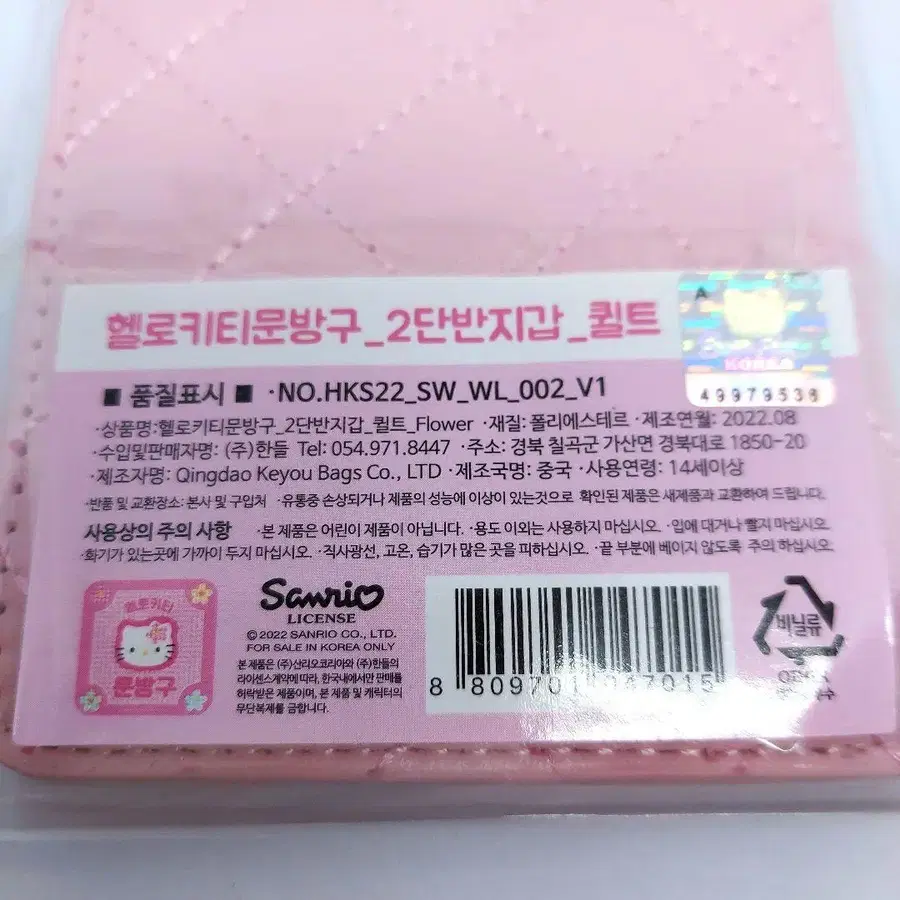 헬로키티문방구_2단반지갑_퀼트
A
KOREA
49979536
■ 품질표시 ■ ·NO.HKS22_SW_WL_002_V1
·상품명:헬로키티문방구_2단반지갑_퀼트_Flower ·재질: 폴리에스테르 ·제조연월: 2022.08
·수입및판매자명: (주)한들 Tel: 054.971.8447 ·주소: 경북 칠곡군 가산면 경북대로 1850-20
·제조자명: Qingdao Keyou Bags Co., LTD ·제조국명: 중국 ·사용연령: 14세이상
·반품 및 교환장소: 본사 및 구입처 ·유통중 손상되거나 제품의 성능에 이상이 있는것으로 확인된 제품은 새제품과 교환하여 드립니다.
사용상의 주의 사항 ·본 제품은 어린이 제품이 아닙니다. ·용도 이외는 사용하지 마십시오. ·입에 대거나 빨지 마십시오.
·화기가 있는곳에 가까이 두지 마십시오. ·직사광선, 고온, 습기가 많은 곳을 피하십시오. ·끝 부분에 베이지 않도록 주의 하십시오.
헬로키티
문방구
Sanrio
LICENSE
© 2022 SANRIO CO., LTD.
FOR SALE IN KOREA ONLY
본 제품은 (주)산리오코리아와 (주)한들의
라이센스계약에 따라, 한국내에서만 판매를
허락받은 제품이며, 본 제품 및 캐릭터의
무단복제를 금합니다.
8 809701 047015
비닐류